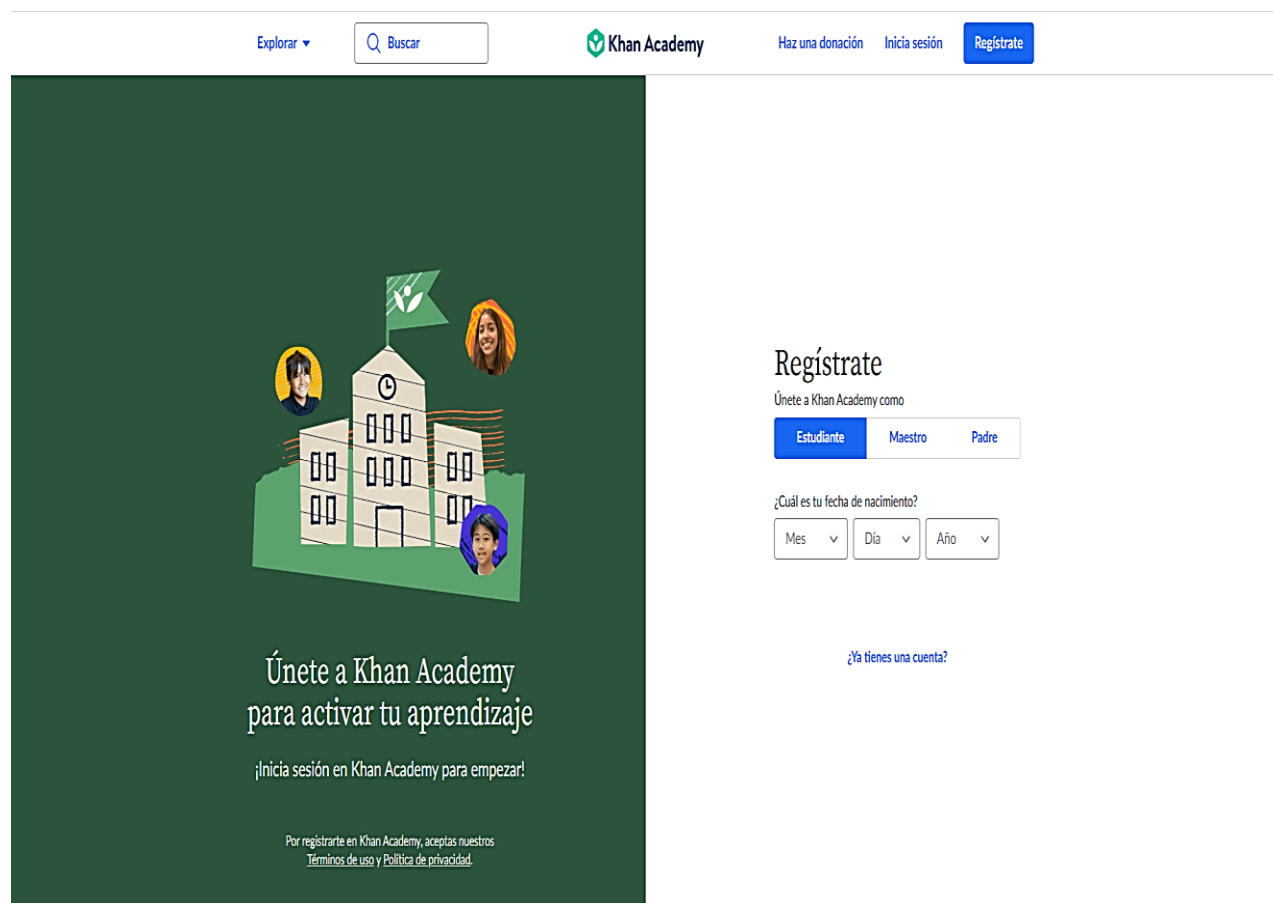 Explorar
Buscar
Khan Academy
Haz una donación
Inicia sesión
Regístrate
Únete a Khan Academy
para activar tu aprendizaje
¡Inicia sesión en Khan Academy para empezar!
Por registrarte en Khan Academy, aceptas nuestros
Términos de uso y Política de privacidad.
Regístrate
Únete a Khan Academy como
Estudiante
Maestro
Padre
¿Cuál es tu fecha de nacimiento?
Mes
Día
Año
¿Ya tienes una cuenta?